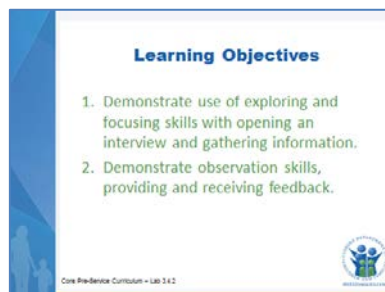 Learning Objectives
1. Demonstrate use of exploring and
focusing skills with opening an
interview and gathering information.
2. Demonstrate observation skills,
providing and receiving feedback.
Core Pre-Service Curriculum – Lab 3.4.2